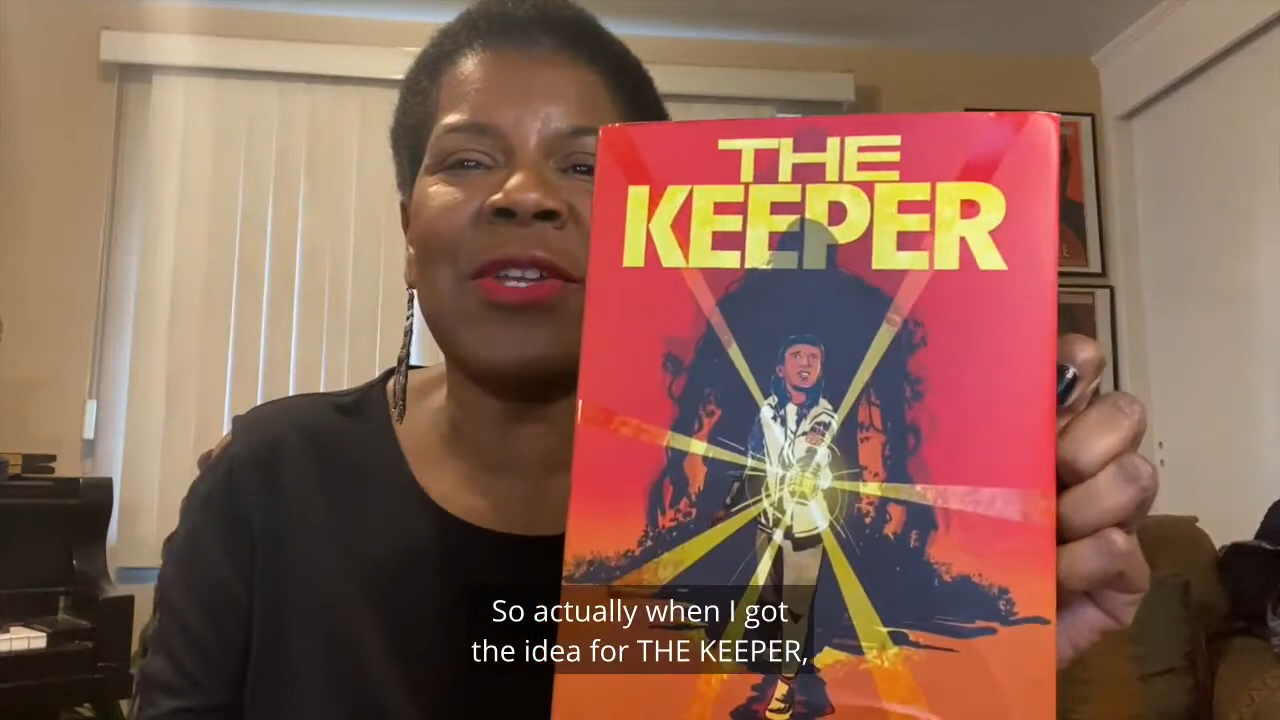 THE
KEEPER
So actually when I got
the idea for THE KEEPER,